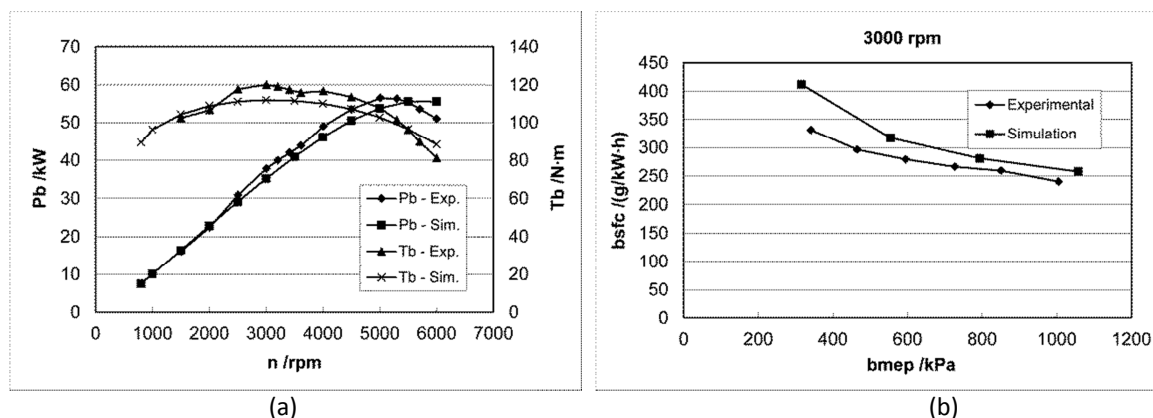 70
60
50
40
30
20
10
0
Pb /kW
140
120
100
80
60
40
20
0
Tb /N·m
Pb - Exp.
Pb - Sim.
Tb - Exp.
Tb - Sim.
0 1000 2000 3000 4000 5000 6000 7000
n /rpm
(a)
3000 rpm
450
400
350
300
250
200
150
100
50
0
bsfc /(g/kW·h)
Experimental
Simulation
0 200 400 600 800 1000 1200
bmep /kPa
(b)